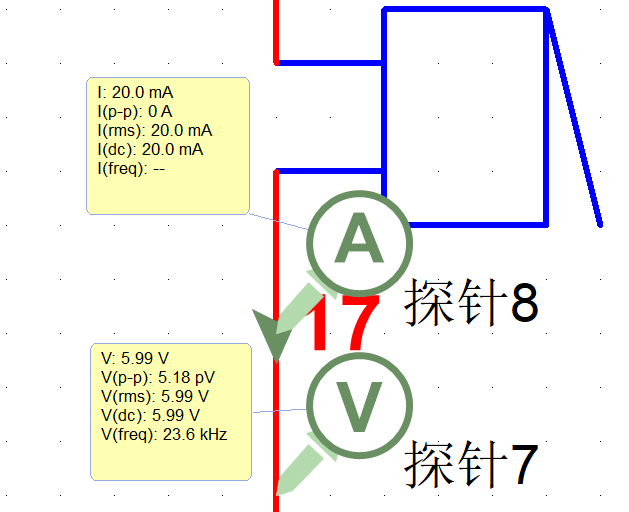 I: 20.0 mA
I(p-p): 0 A
I(rms): 20.0 mA
I(dc): 20.0 mA
I(freq): --
A
探针8
17
V: 5.99 V
V(p-p): 5.18 pV
V(rms): 5.99 V
V(dc): 5.99 V
V(freq): 23.6 kHz
V
探针7